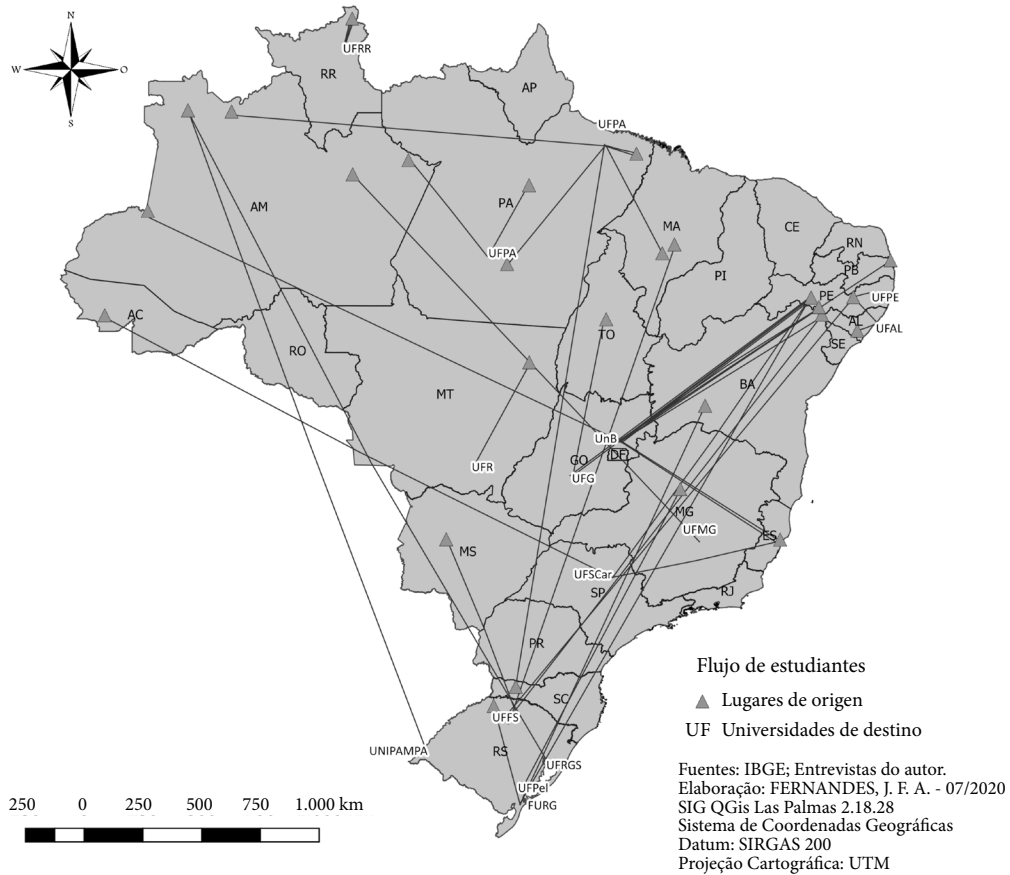 N
W O
S
UFRR
RR
AP
UFPA
AM
PA
MA
CE
RN
PB
UFPA
PI
PE
UFPE
AL
UFAL
SE
AC
TO
RO
BA
MT
UnB
DF
GO
UFR
UFG
MG
UFMG
ES
MS
UFSCar
SP
RJ
PR
SC
UFFS
UNIPAMPA
RS
UFRGS
UFPel
FURG
Flujo de estudiantes
Lugares de origen
UF Universidades de destino
Fuentes: IBGE; Entrevistas do autor.
Elaboração: FERNANDES, J. F. A. - 07/2020
SIG QGis Las Palmas 2.18.28
Sistema de Coordenadas Geográficas
Datum: SIRGAS 200
Projeção Cartográfica: UTM
250 0 250 500 750 1.000 km